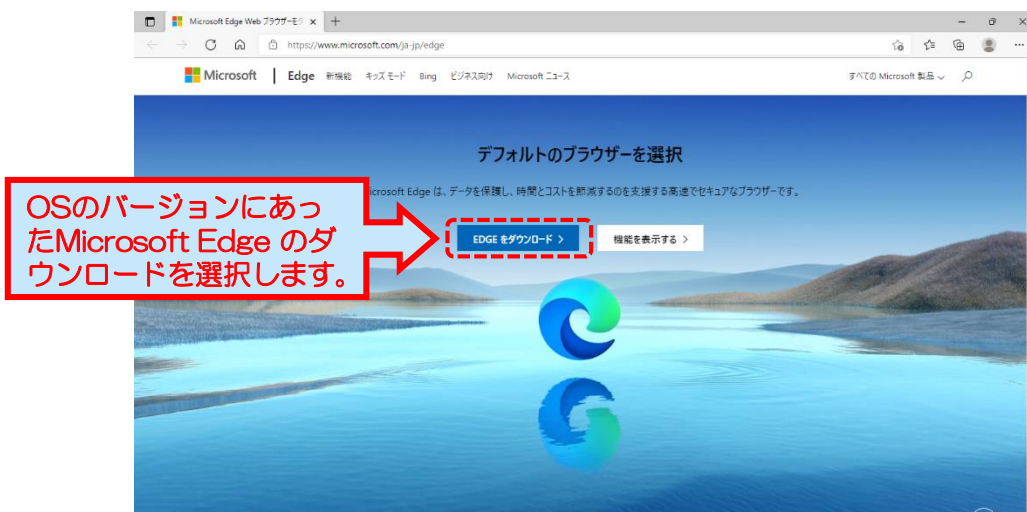 Microsoft Edge Web ブラウザーをダ
https://www.microsoft.com/ja-jp/edge
Microsoft | Edge 新機能 キッズ モード Bing ビジネス向け Microsoft ニュース すべての Microsoft 製品
デフォルトのブラウザーを選択
icrosoft Edge は、データを保護し、時間とコストを節減するのを支援する高速でセキュアなブラウザーです。
OSのバージョンにあっ
たMicrosoft Edge のダ
ウンロードを選択します。
EDGE をダウンロード >
機能を表示する >